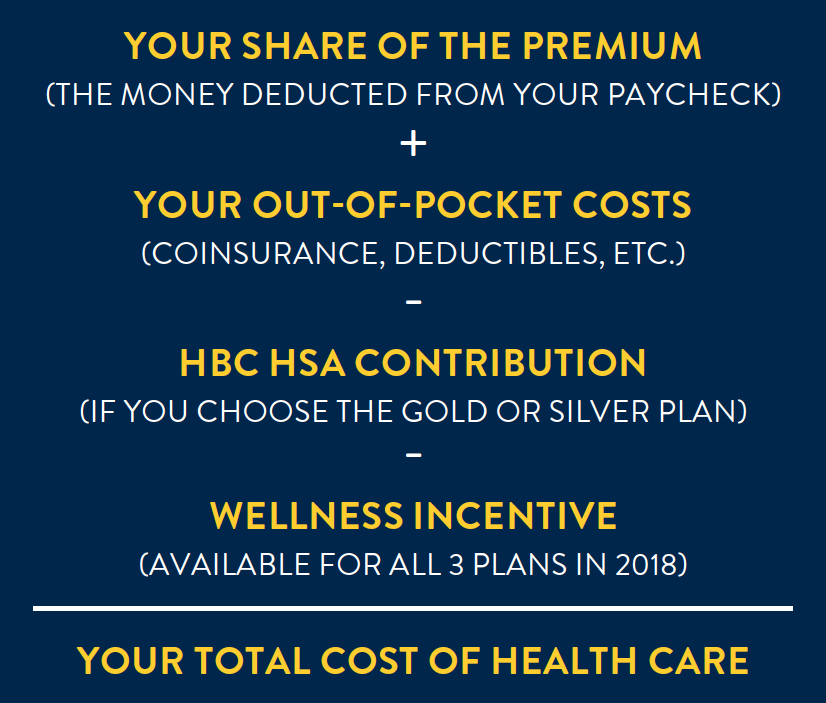 YOUR SHARE OF THE PREMIUM
(THE MONEY DEDUCTED FROM YOUR PAYCHECK)
+
YOUR OUT-OF-POCKET COSTS
(COINSURANCE, DEDUCTIBLES, ETC.)
-
HBC HSA CONTRIBUTION
(IF YOU CHOOSE THE GOLD OR SILVER PLAN)
-
WELLNESS INCENTIVE
(AVAILABLE FOR ALL 3 PLANS IN 2018)
YOUR TOTAL COST OF HEALTH CARE